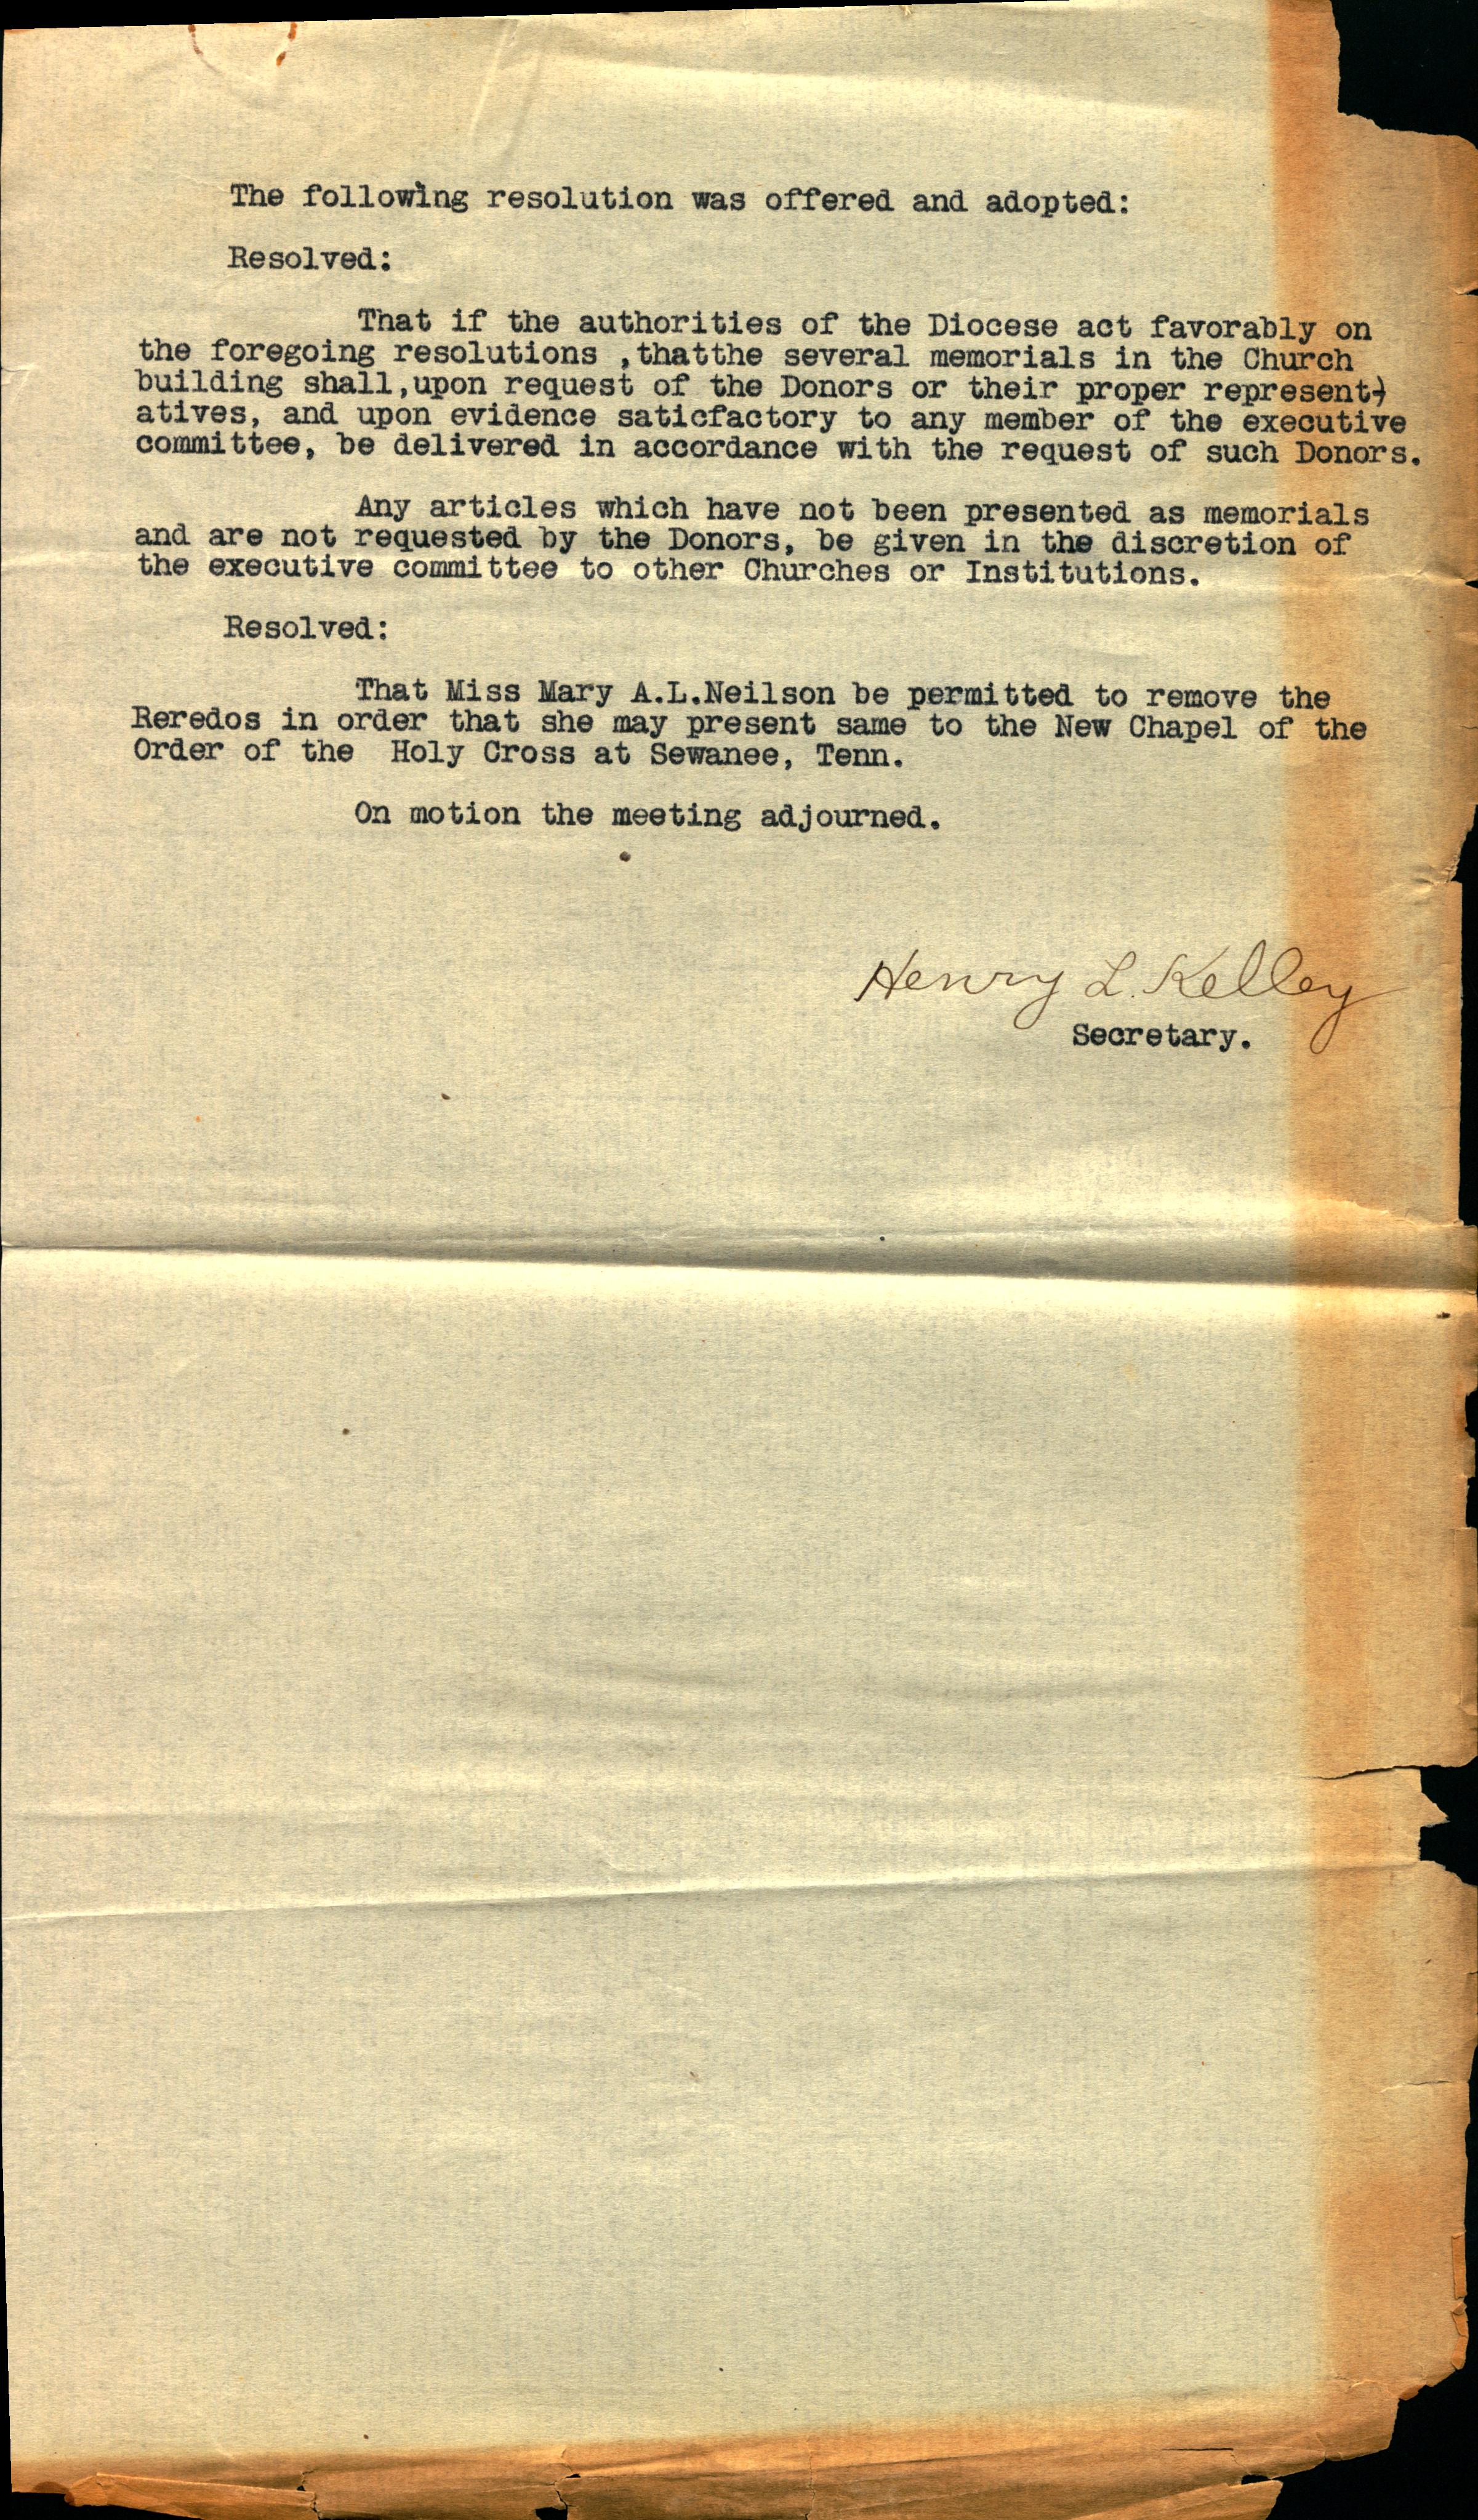 The following resolution was offered and adopted:
Resolved:
That if the authorities of the Diocese act favorably on
the foregoing resolutions ,thatthe several memorials in the Church
building shall,upon request of the Donors or their proper represent-
atives, and upon evidence saticfactory to any member of the executive
committee, be delivered in accordance with the request of such Donors.
Any articles which have not been presented as memorials
and are not requested by the Donors, be given in the discretion of
the executive committee to other Churches or Institutions.
Resolved:
That Miss Mary A.L.Neilson be permitted to remove the
Reredos in order that she may present same to the New Chapel of the
Order of the Holy Cross at Sewanee, Tenn.
On motion the meeting adjourned.
Henry L. Kelley
Secretary.